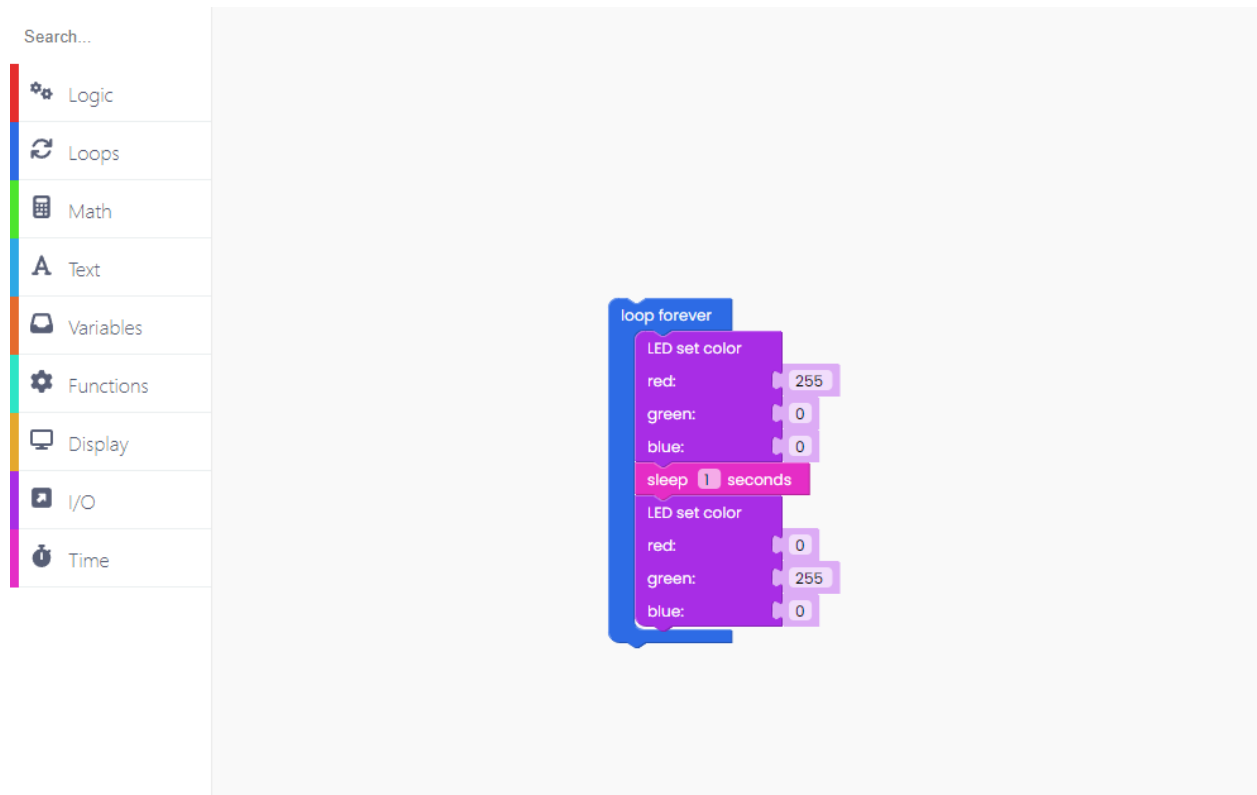 Search...
Logic
Loops
Math
Text
Variables
Functions
Display
I/O
Time
loop forever
LED set color
red: 255
green: 0
blue: 0
sleep 1 seconds
LED set color
red: 0
green: 255
blue: 0